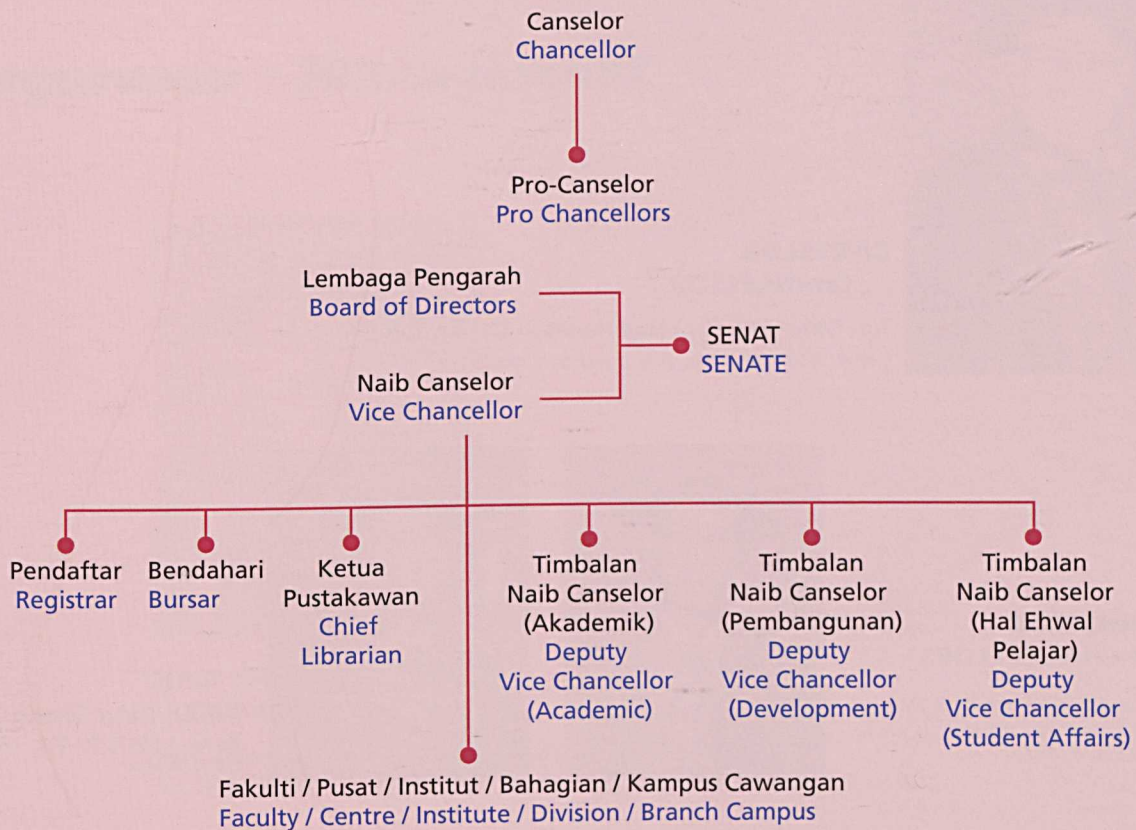 Canselor
Chancellor
Pro-Canselor
Pro Chancellors
Lembaga Pengarah
Board of Directors
SENAT
SENATE
Naib Canselor
Vice Chancellor
Pendaftar
Registrar
Bendahari
Bursar
Ketua
Pustakawan
Chief
Librarian
Timbalan
Naib Canselor
(Akademik)
Deputy
Vice Chancellor
(Academic)
Timbalan
Naib Canselor
(Pembangunan)
Deputy
Vice Chancellor
(Development)
Timbalan
Naib Canselor
(Hal Ehwal
Pelajar)
Deputy
Vice Chancellor
(Student Affairs)
Fakulti / Pusat / Institut / Bahagian / Kampus Cawangan
Faculty / Centre / Institute / Division / Branch Campus